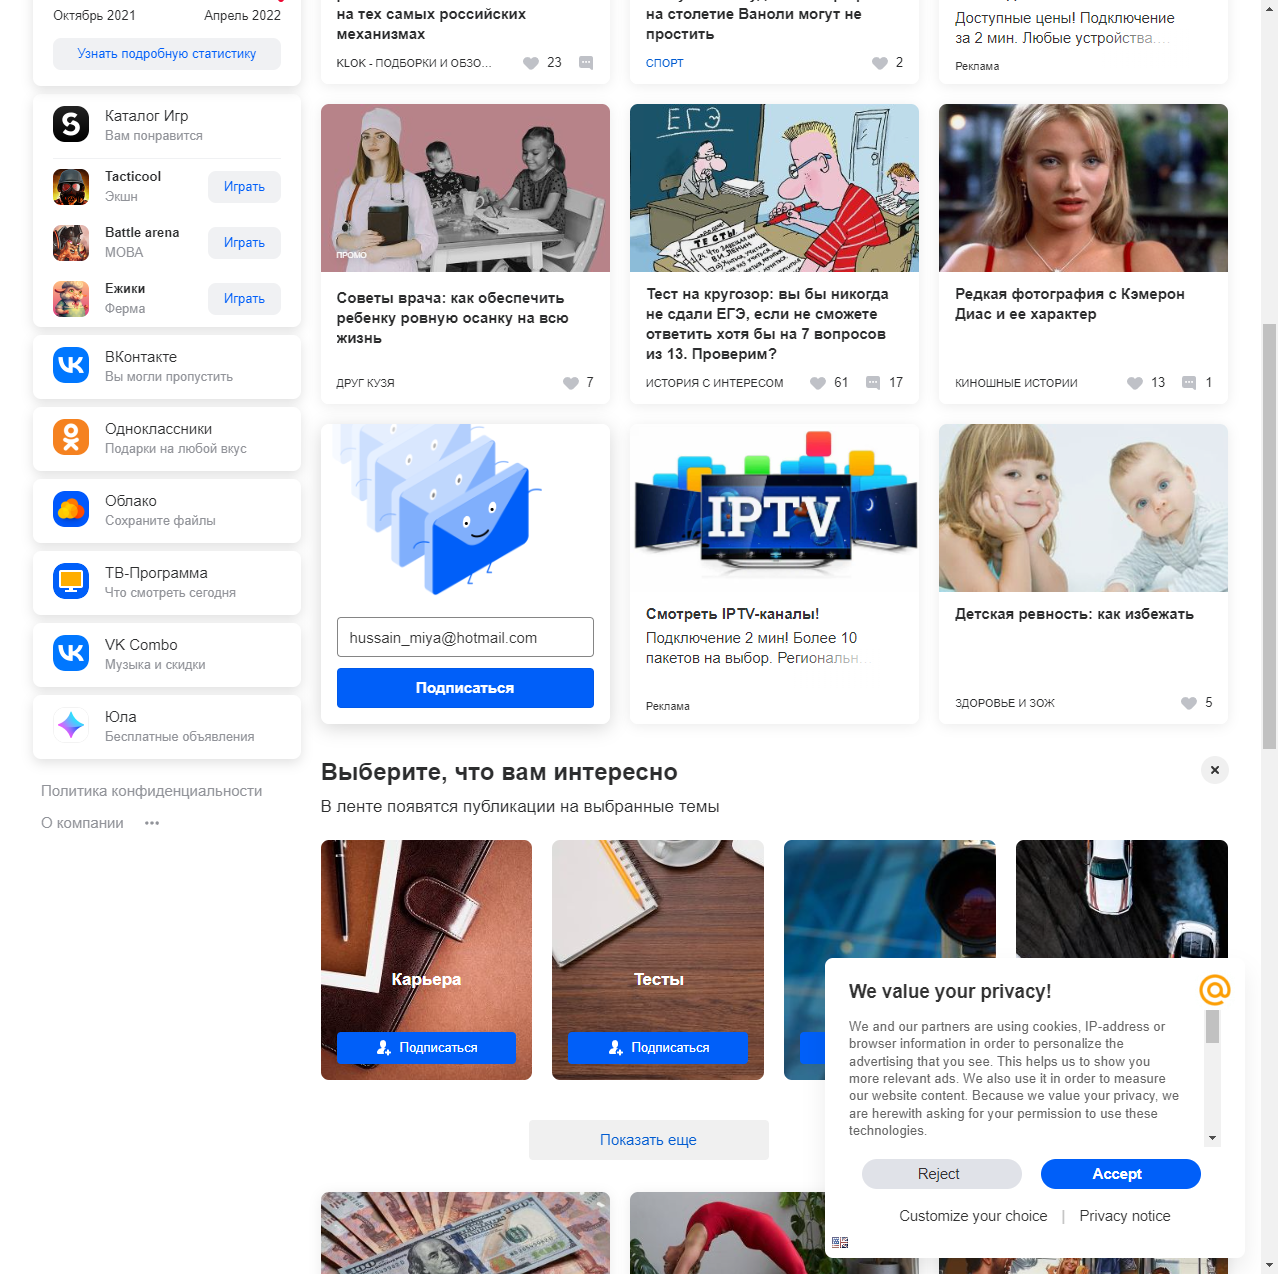 Октябрь 2021
Апрель 2022
Узнать подробную статистику
Каталог Игр
Вам понравится
Tacticool
Экшн
Играть
Battle arena
МОВА
Играть
Ежики
Ферма
Играть
ВКонтакте
Вы могли пропустить
Одноклассники
Подарки на любой вкус
Облако
Сохраните файлы
ТВ-Программа
Что смотреть сегодня
VK Combo
Музыка и скидки
Юла
Бесплатные объявления
Политика конфиденциальности
О компании
на тех самых российских
механизмах
KLOK - ПОДБОРКИ И ОБЗО...
23
на столетие Ваноли могут не
простить
СПОРТ
2
Доступные цены! Подключение
за 2 мин. Любые устройства....
Реклама
ПРОМО
Советы врача: как обеспечить
ребенку ровную осанку на всю
жизнь
ДРУГ КУЗЯ
7
ЕГЭ
ТЕСТЫ
Тест на кругозор: вы бы никогда
не сдали ЕГЭ, если не сможете
ответить хотя бы на 7 вопросов
из 13. Проверим?
ИСТОРИЯ С ИНТЕРЕСОМ
61
17
Редкая фотография с Кэмерон
Диас и ее характер
КИНОШНЫЕ ИСТОРИИ
13
1
hussain_miya@hotmail.com
Подписаться
IPTV
Смотреть IPTV-каналы!
Подключение 2 мин! Более 10
пакетов на выбор. Региональн...
Реклама
Детская ревность: как избежать
ЗДОРОВЬЕ И ЗОЖ
5
Выберите, что вам интересно
В ленте появятся публикации на выбранные темы
Карьера
Подписаться
Тесты
Подписаться
Показать еще
We value your privacy!
We and our partners are using cookies, IP-address or
browser information in order to personalize the
advertising that you see. This helps us to show you
more relevant ads. We also use it in order to measure
our website content. Because we value your privacy, we
are herewith asking for your permission to use these
technologies.
Reject
Accept
Customize your choice | Privacy notice